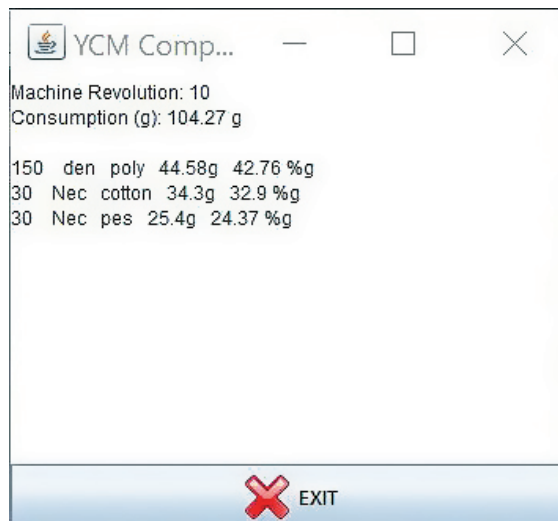 YCM Comp...
Machine Revolution: 10
Consumption (g): 104.27 g
150 den poly 44.58g 42.76 %g
30 Nec cotton 34.3g 32.9 %g
30 Nec pes 25.4g 24.37 %g
EXIT